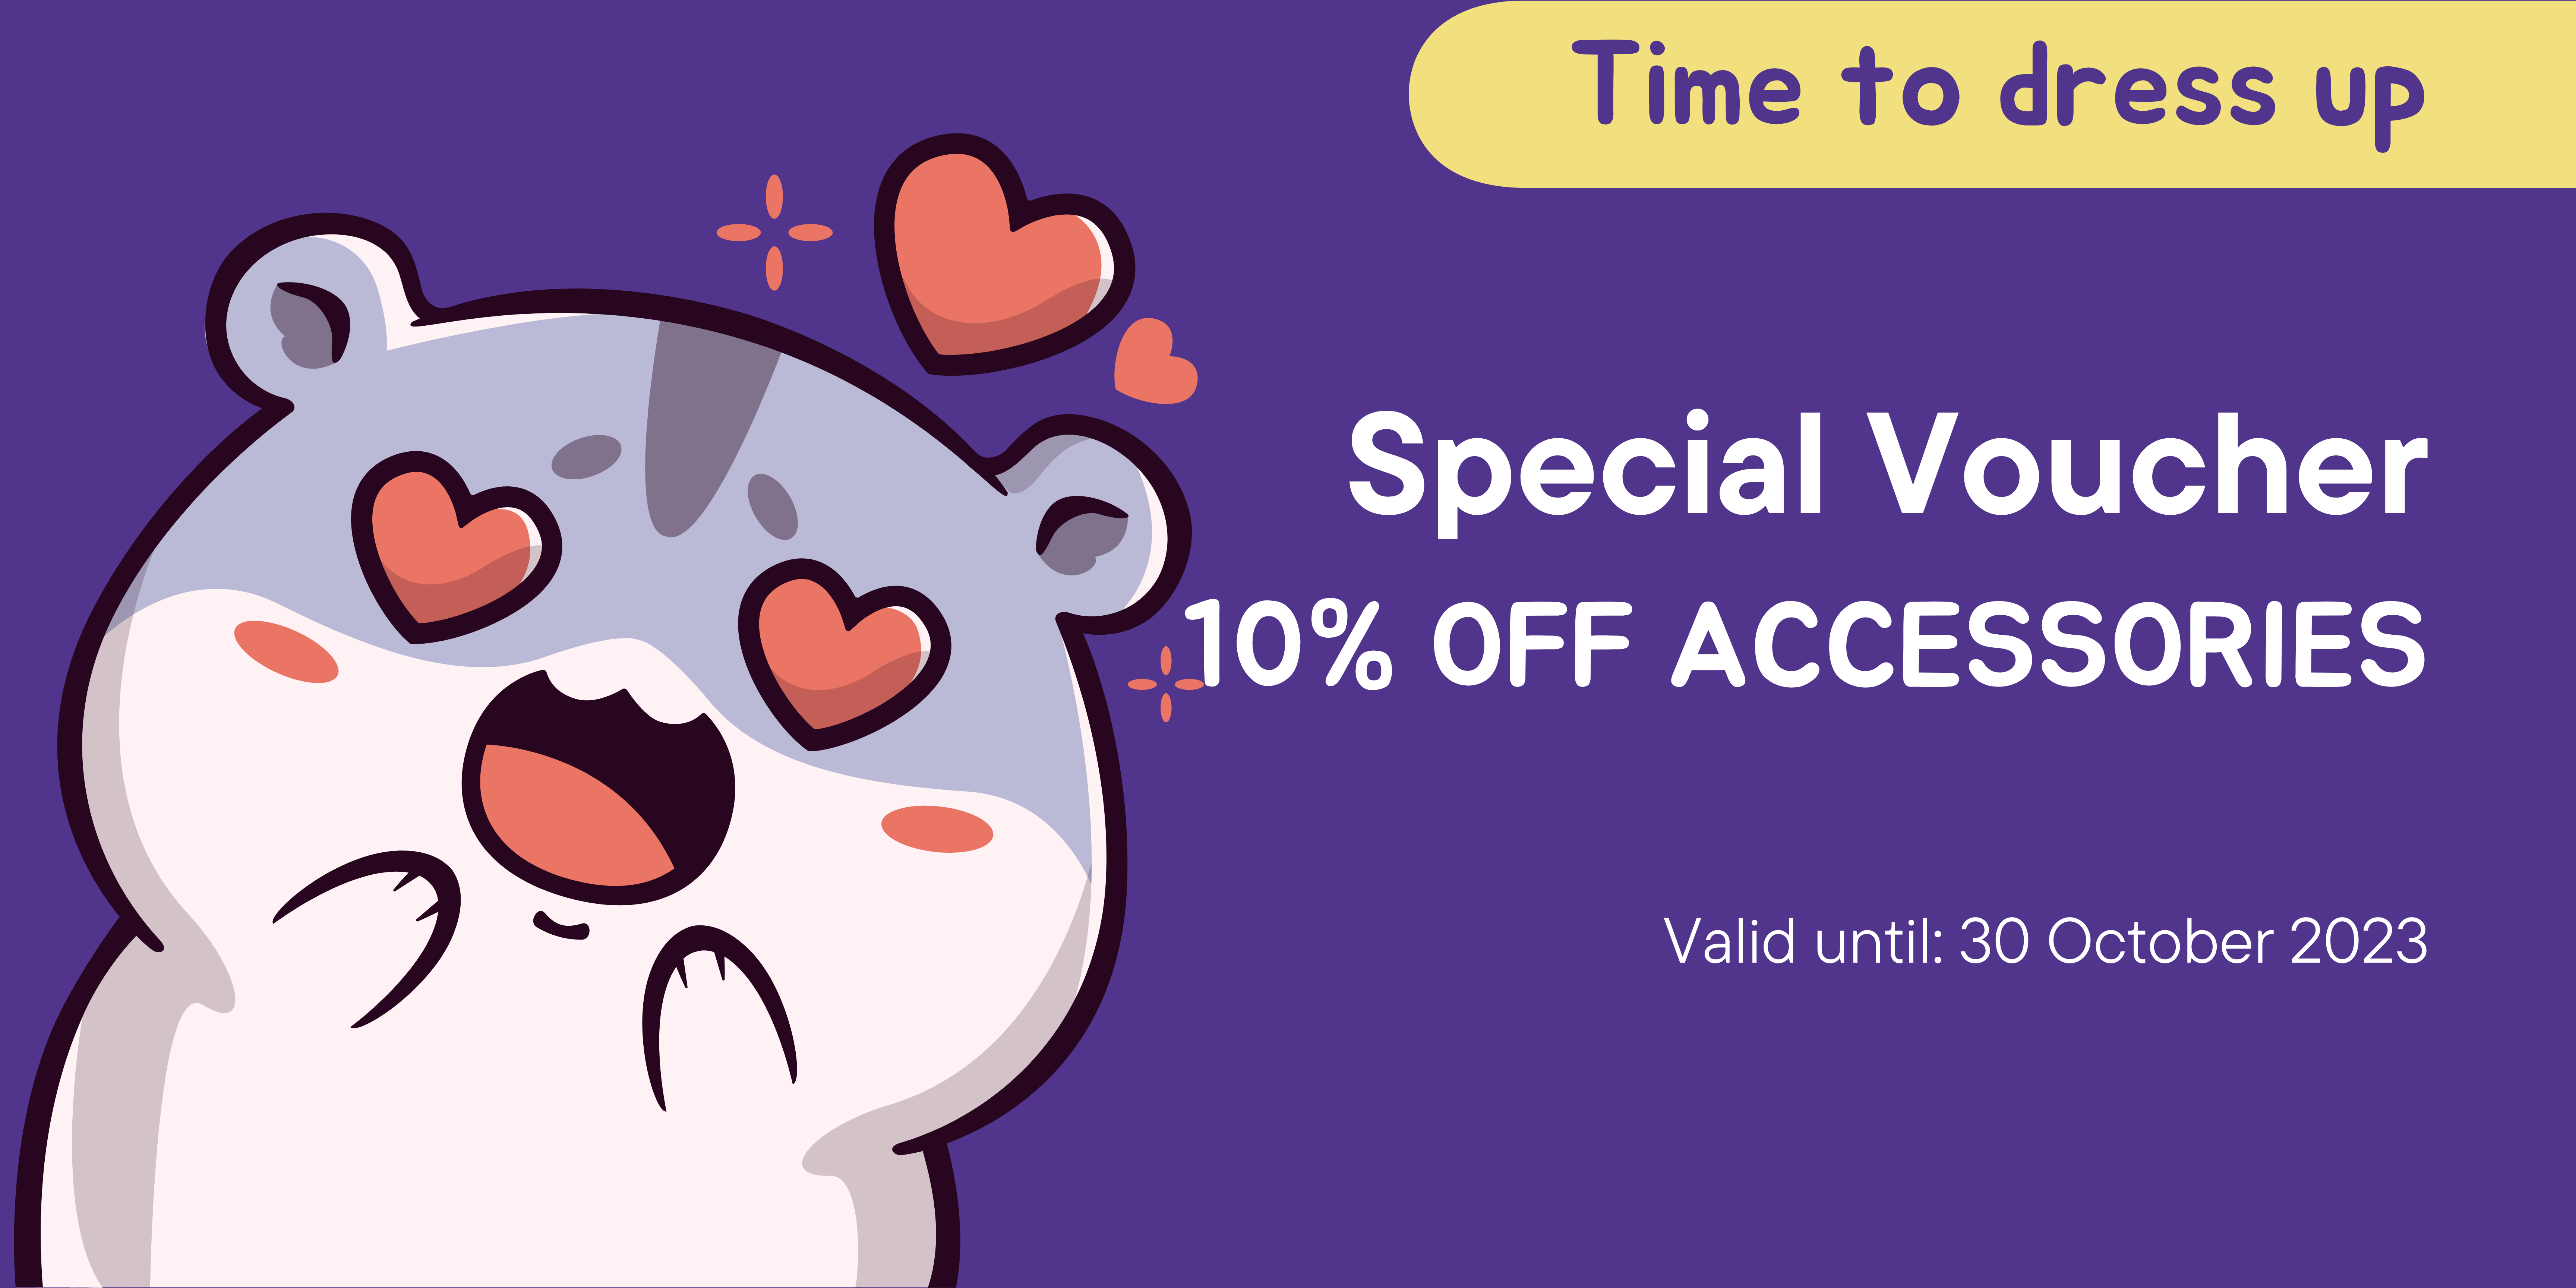 Time to dress up
Special Voucher
10% OFF ACCESSORIES
Valid until: 30 October 2023